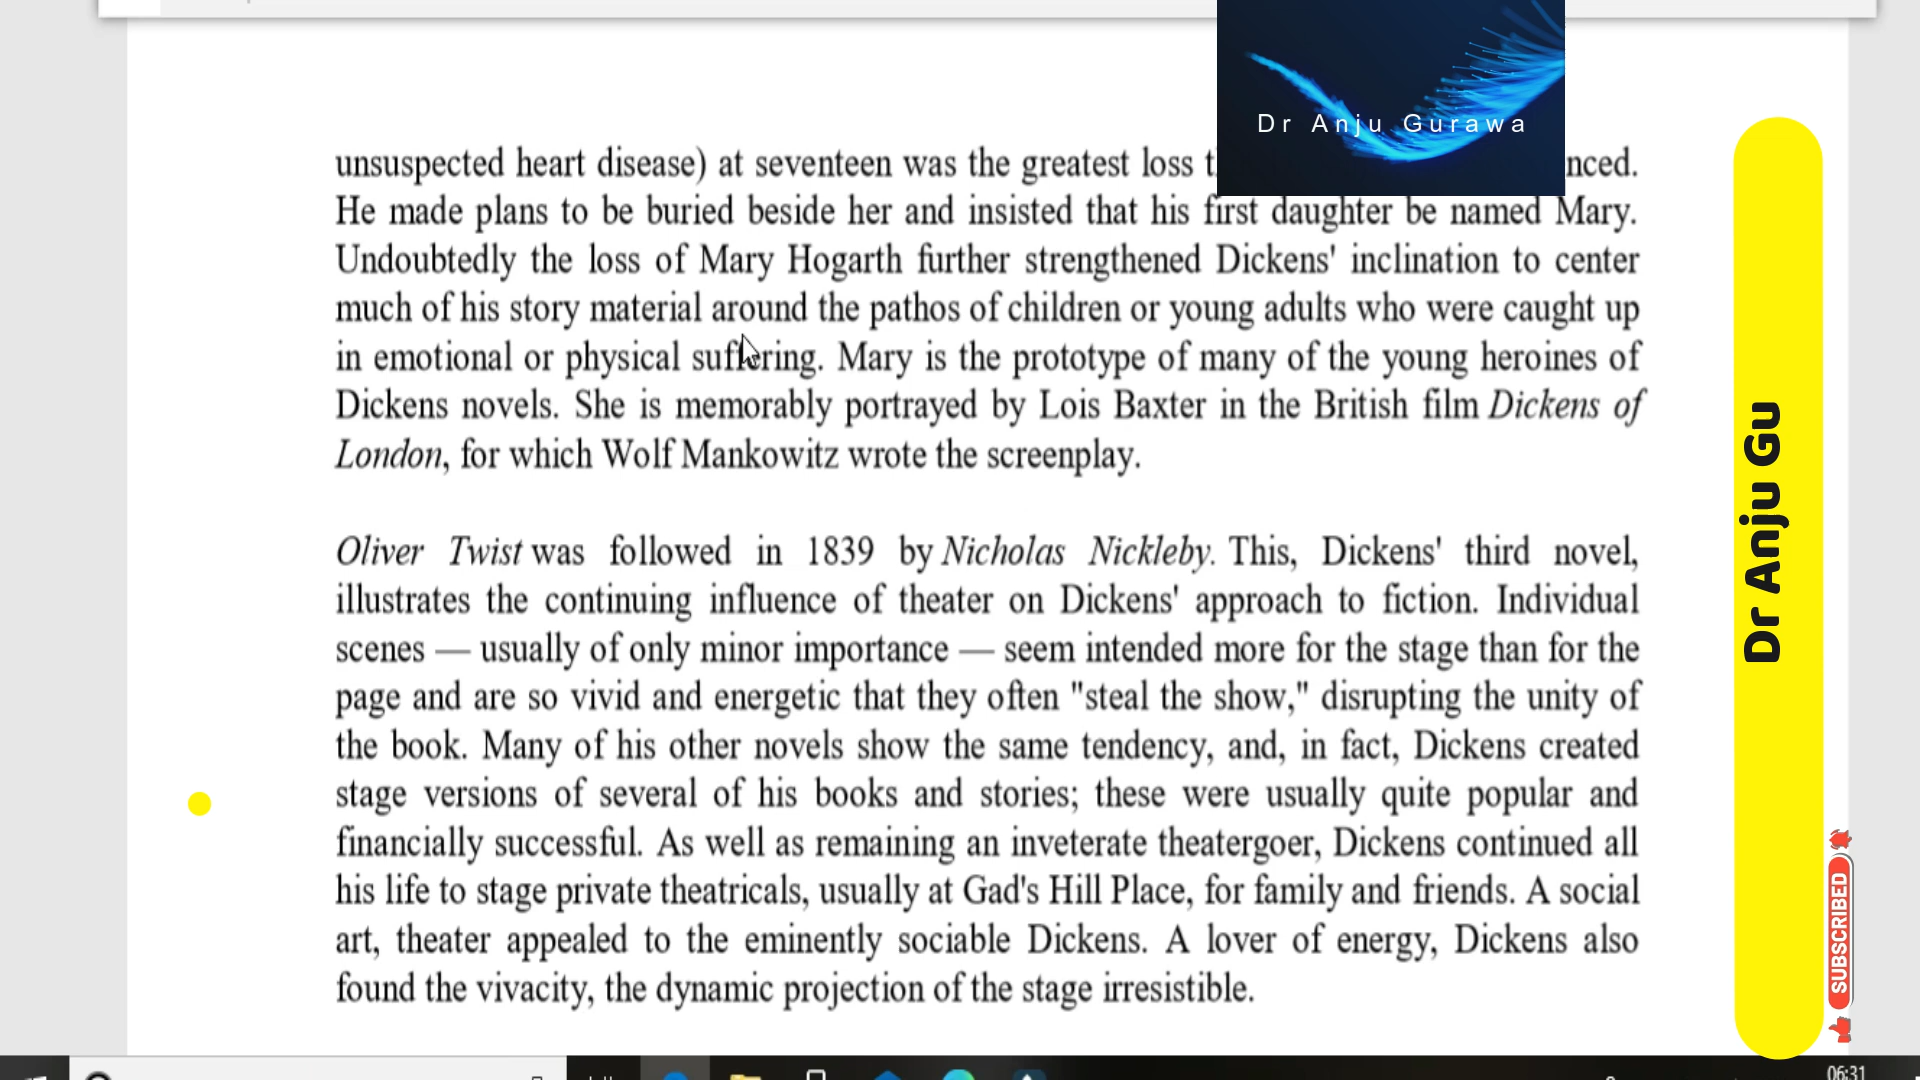 Dr Anju Gurawa
unsuspected heart disease) at seventeen was the greatest loss nced.
He made plans to be buried beside her and insisted that his first daughter be named Mary.
Undoubtedly the loss of Mary Hogarth further strengthened Dickens' inclination to center
much of his story material around the pathos of children or young adults who were caught up
in emotional or physical suffering. Mary is the prototype of many of the young heroines of
Dickens novels. She is memorably portrayed by Lois Baxter in the British film Dickens of
London, for which Wolf Mankowitz wrote the screenplay.
Oliver Twist was followed in 1839 by Nicholas Nickleby. This, Dickens' third novel,
illustrates the continuing influence of theater on Dickens' approach to fiction. Individual
scenes — usually of only minor importance — seem intended more for the stage than for the
page and are so vivid and energetic that they often "steal the show," disrupting the unity of
the book. Many of his other novels show the same tendency, and, in fact, Dickens created
stage versions of several of his books and stories; these were usually quite popular and
financially successful. As well as remaining an inveterate theatergoer, Dickens continued all
his life to stage private theatricals, usually at Gad's Hill Place, for family and friends. A social
art, theater appealed to the eminently sociable Dickens. A lover of energy, Dickens also
found the vivacity, the dynamic projection of the stage irresistible.
Dr Anju Gu
SUBSCRIBED
06:31